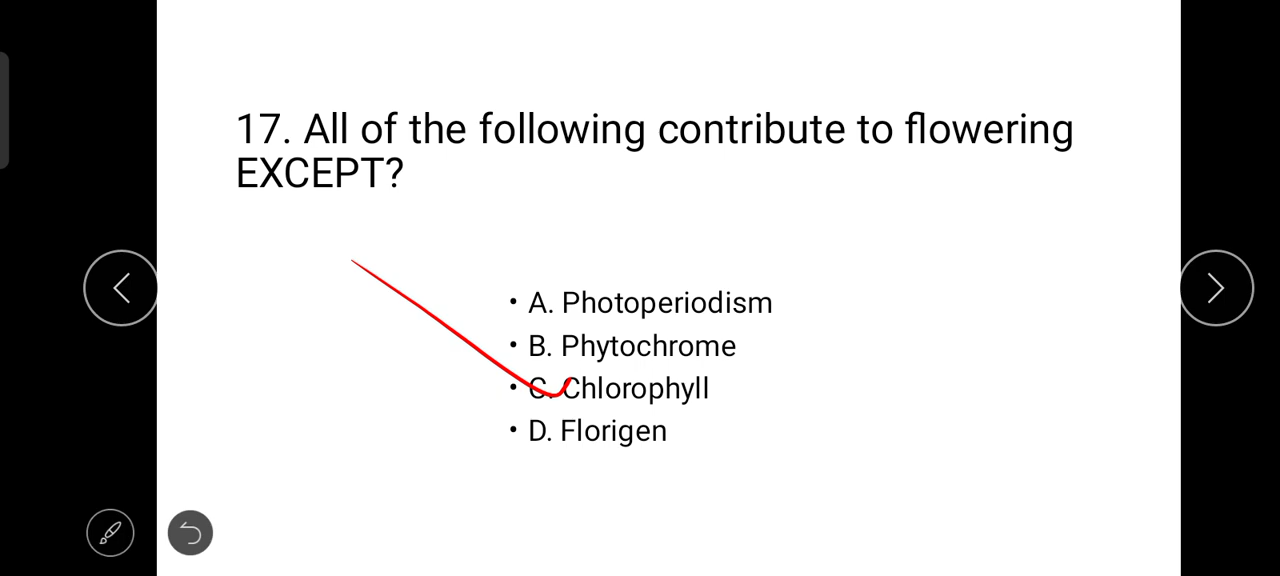 17. All of the following contribute to flowering
EXCEPT?
• A. Photoperiodism
• B. Phytochrome
• C. Chlorophyll
• D. Florigen